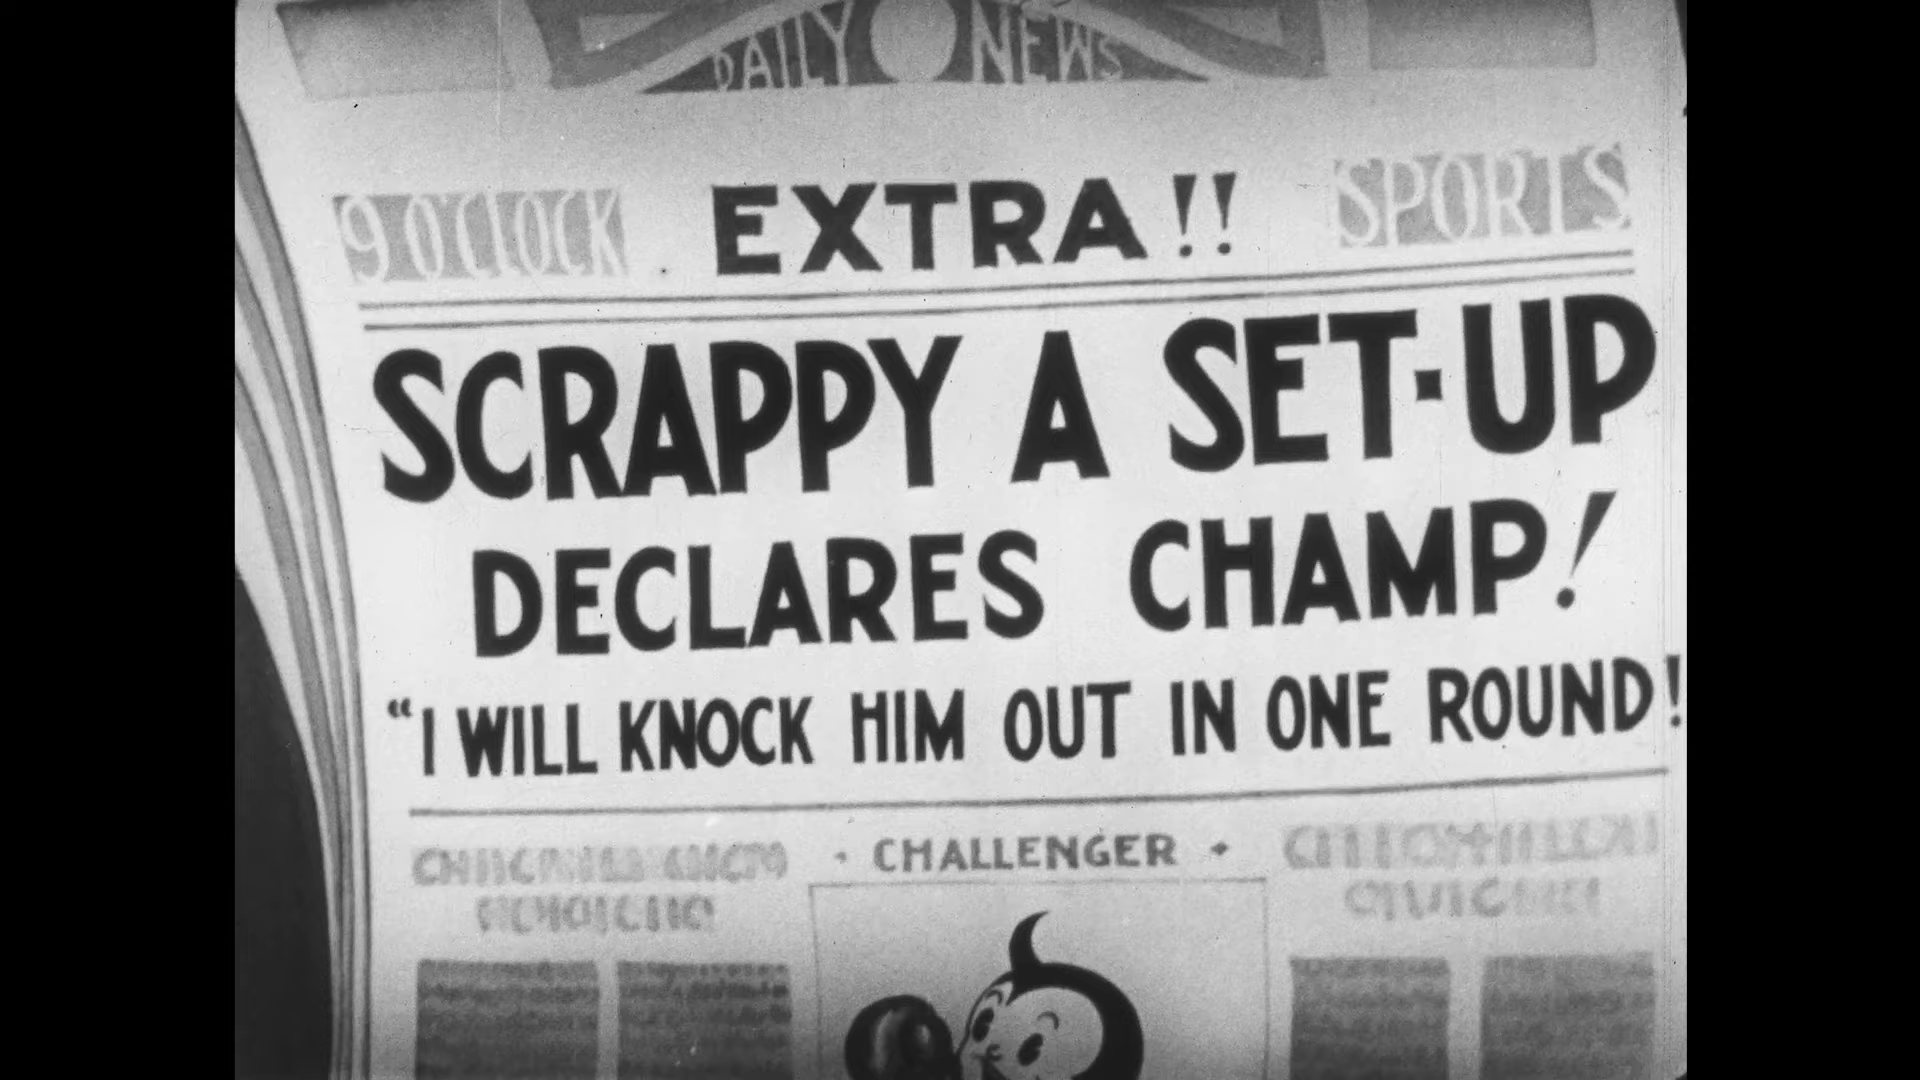 DAILY NEWS
9 O'CLOCK EXTRA!! SPORTS
SCRAPPY A SET-UP
DECLARES CHAMP!
"I WILL KNOCK HIM OUT IN ONE ROUND!
CHALLENGER